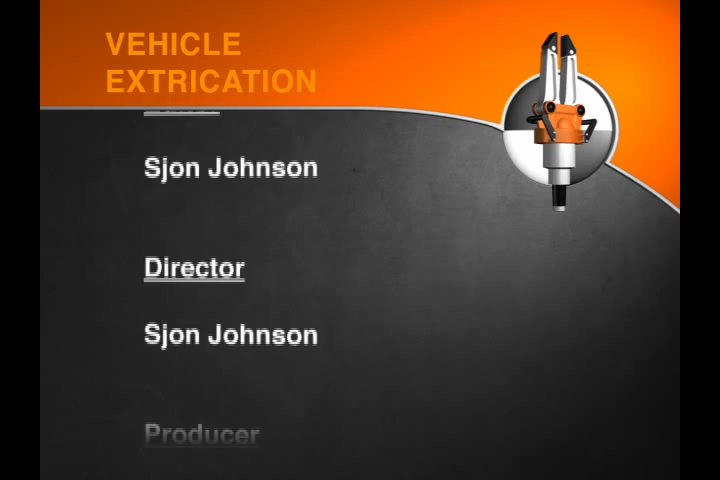 VEHICLE
EXTRICATION
Sjon Johnson
Director
Sjon Johnson
Producer